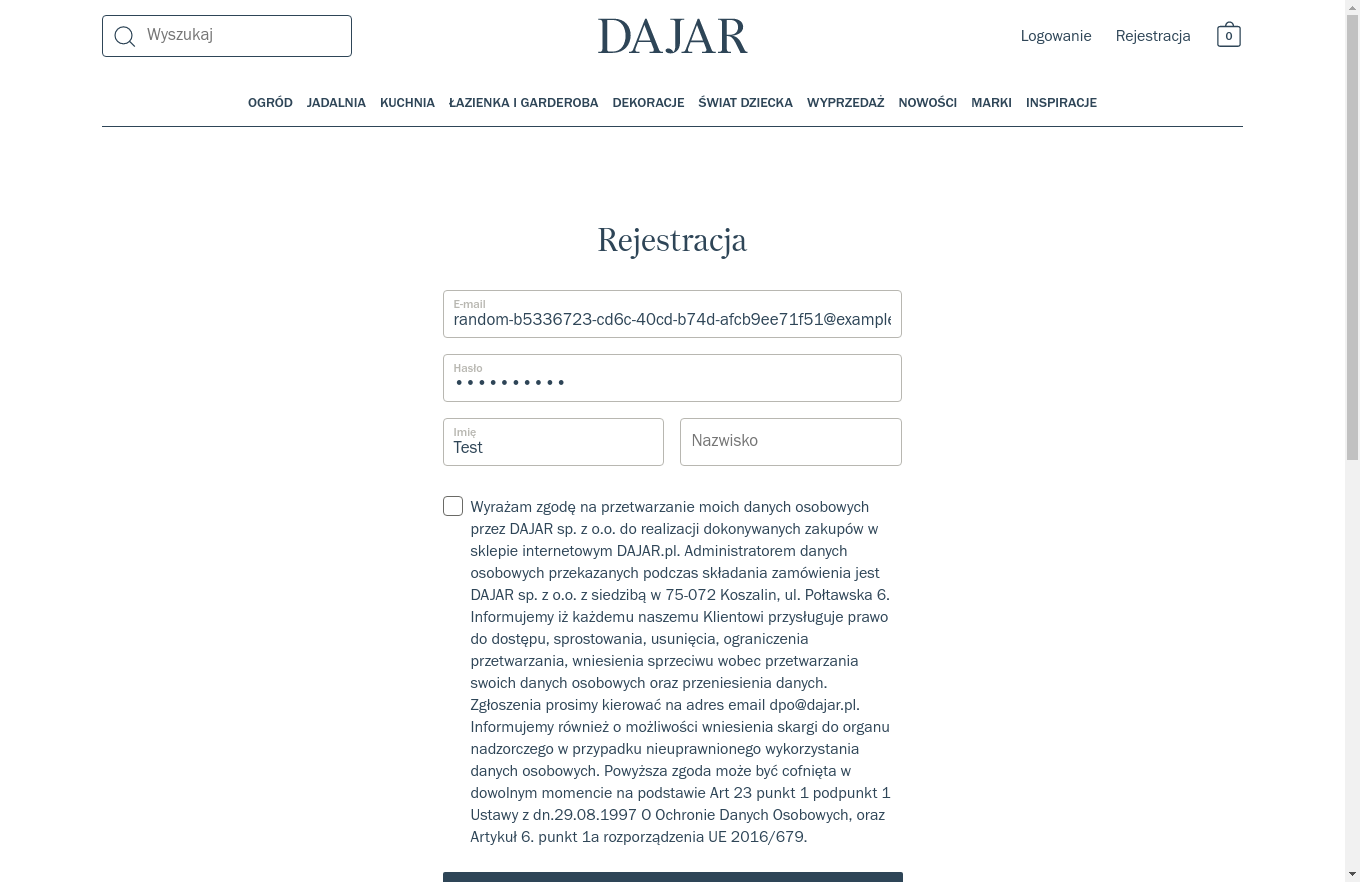 Wyszukaj
DAJAR
Logowanie
Rejestracja
0
OGRÓD JADALNIA KUCHNIA ŁAZIENKA I GARDEROBA DEKORACJE ŚWIAT DZIECKA WYPRZEDAŻ NOWOŚCI MARKI INSPIRACJE
Rejestracja
E-mail
random-b5336723-cd6c-40cd-b74d-afcb9ee71f51@example
Hasło
••••••••••
Imię
Test
Nazwisko
Wyrażam zgodę na przetwarzanie moich danych osobowych
przez DAJAR sp. z o.o. do realizacji dokonywanych zakupów w
sklepie internetowym DAJAR.pl. Administratorem danych
osobowych przekazanych podczas składania zamówienia jest
DAJAR sp. z o.o. z siedzibą w 75-072 Koszalin, ul. Połtawska 6.
Informujemy iż każdemu naszemu Klientowi przysługuje prawo
do dostępu, sprostowania, usunięcia, ograniczenia
przetwarzania, wniesienia sprzeciwu wobec przetwarzania
swoich danych osobowych oraz przeniesienia danych.
Zgłoszenia prosimy kierować na adres email dpo@dajar.pl.
Informujemy również o możliwości wniesienia skargi do organu
nadzorczego w przypadku nieuprawnionego wykorzystania
danych osobowych. Powyższa zgoda może być cofnięta w
dowolnym momencie na podstawie Art 23 punkt 1 podpunkt 1
Ustawy z dn.29.08.1997 O Ochronie Danych Osobowych, oraz
Artykuł 6. punkt 1a rozporządzenia UE 2016/679.